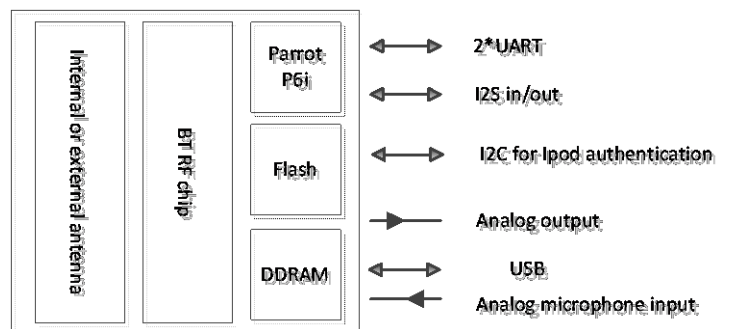 Internal or external antenna
BT RF chip
Parrot
P6i
Flash
DDRAM
2*UART
I2S in/out
I2C for Ipod authentication
Analog output
USB
Analog microphone input